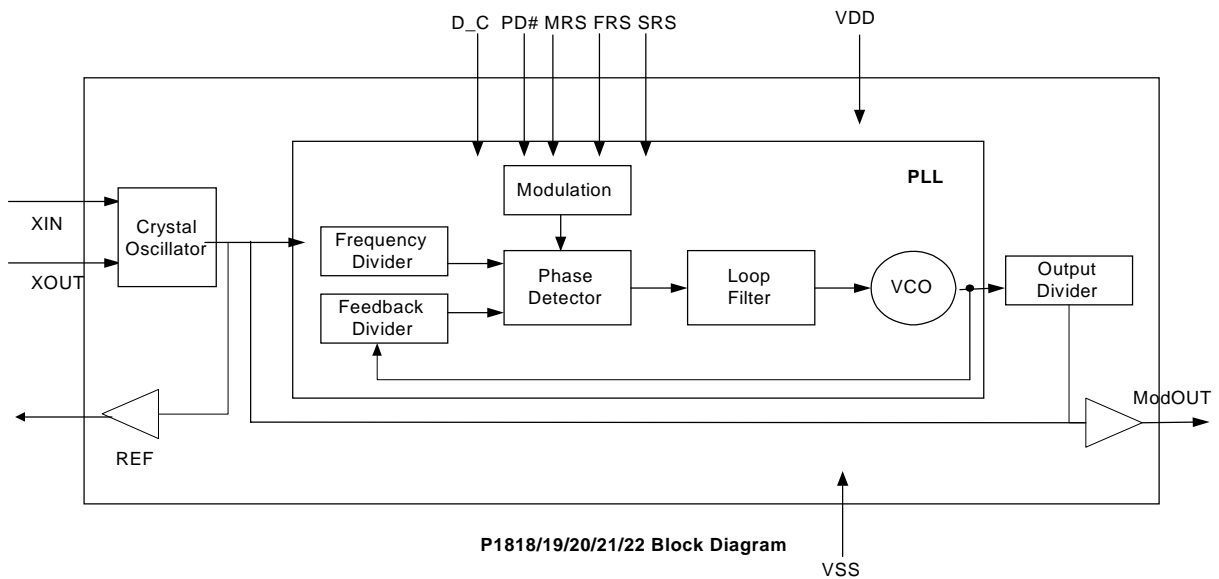 D_C PD# MRS FRS SRS
VDD
PLL
Modulation
XIN
Crystal
Oscillator
XOUT
Frequency
Divider
Phase
Detector
Loop
Filter
VCO
Output
Divider
Feedback
Divider
ModOUT
REF
P1818/19/20/21/22 Block Diagram
VSS